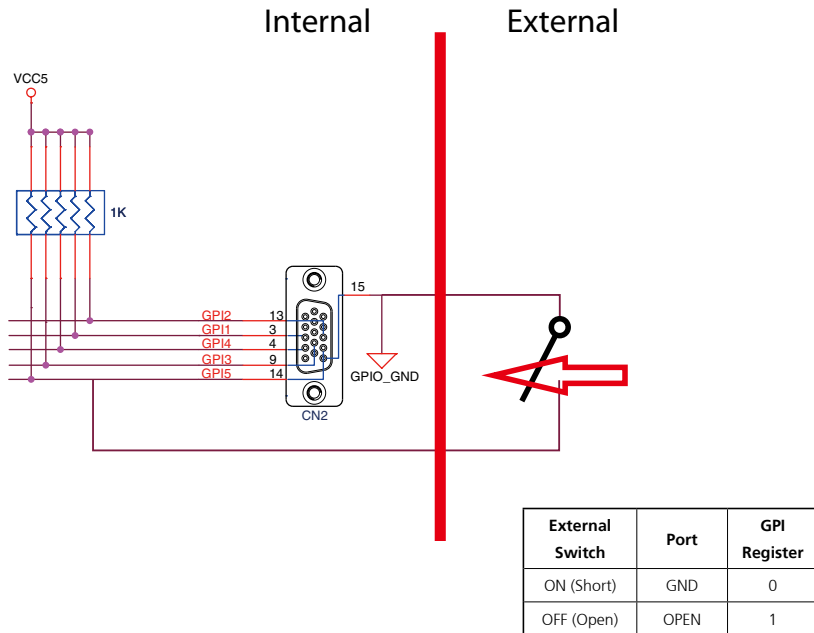 Internal
External
VCC5
1K
15
GPI2 13
GPI1 3
GPI4 4
GPI3 9
GPI5 14
GPIO_GND
CN2
External Switch Port GPI Register
ON (Short) GND 0
OFF (Open) OPEN 1